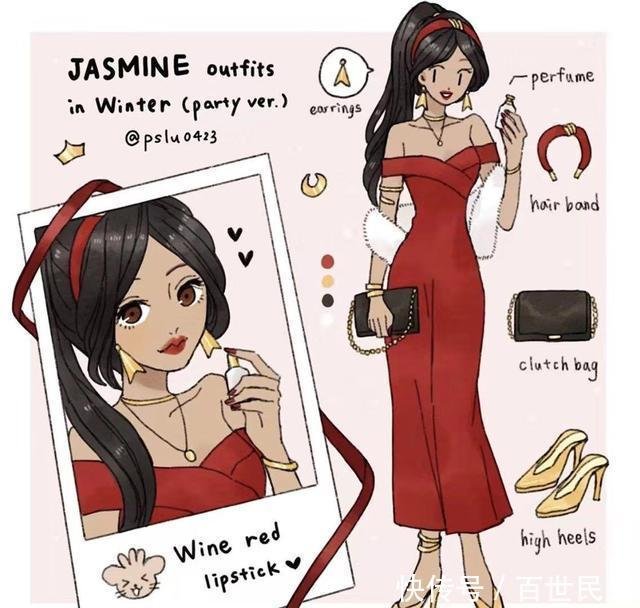 JASMINE outfits
in Winter (party ver.)
@pslu0423
earrings
perfume
hair band
clutch bag
high heels
Wine red
lipstick
快传号 / 百世民